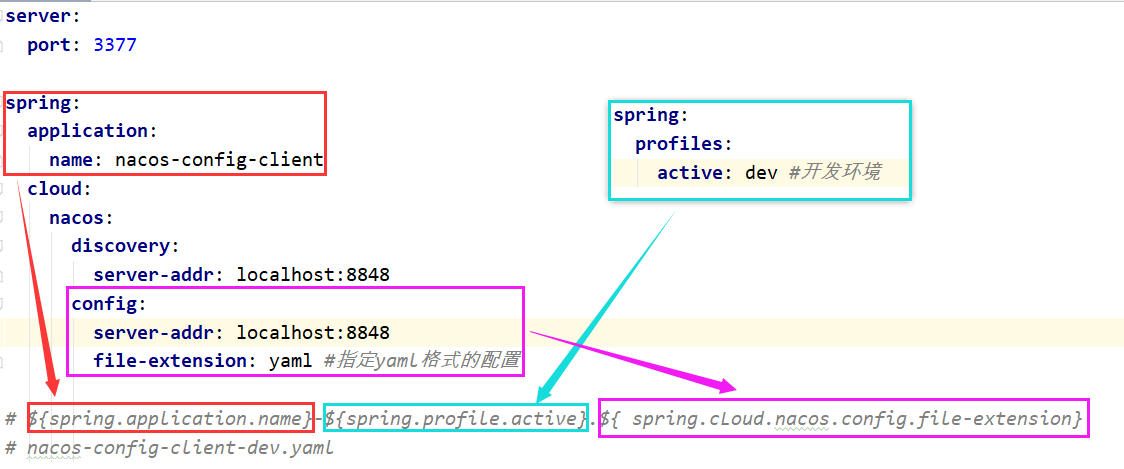 server:
  port: 3377
spring:
  application:
    name: nacos-config-client
  cloud:
    nacos:
      discovery:
        server-addr: localhost:8848
      config:
        server-addr: localhost:8848
        file-extension: yaml #指定yaml格式的配置
spring:
  profiles:
    active: dev #开发环境
# ${spring.application.name}-${spring.profile.active}.${ spring.cLoud.nacos.config.file-extension}
# nacos-config-client-dev.yaml